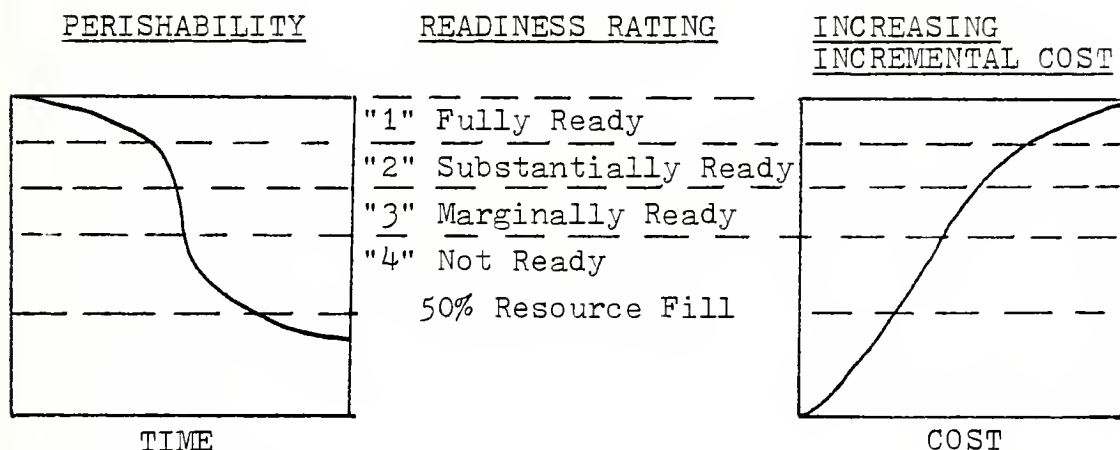 PERISHABILITY
READINESS RATING
INCREASING
INCREMENTAL COST
"1" Fully Ready
"2" Substantially Ready
"3" Marginally Ready
"4" Not Ready
50% Resource Fill
TIME
COST